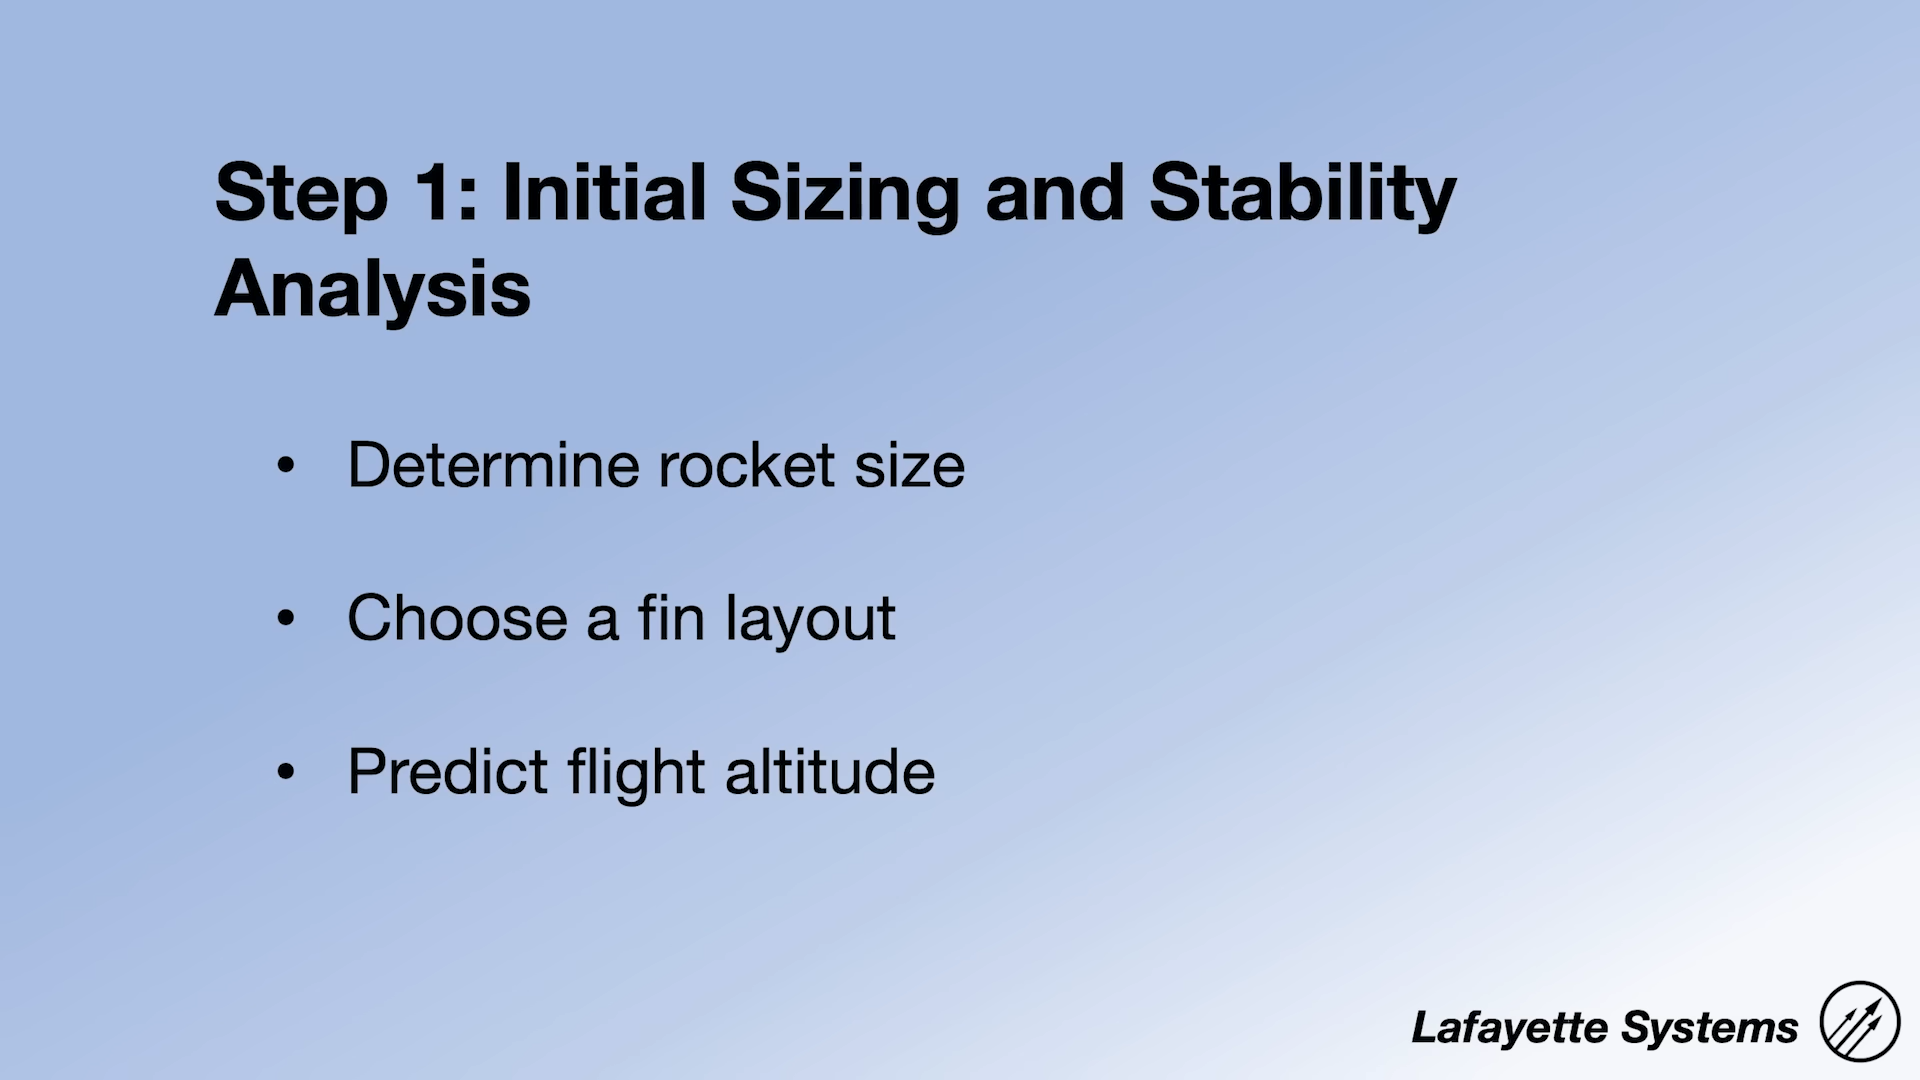 Step 1: Initial Sizing and Stability
Analysis
• Determine rocket size
• Choose a fin layout
• Predict flight altitude
Lafayette Systems